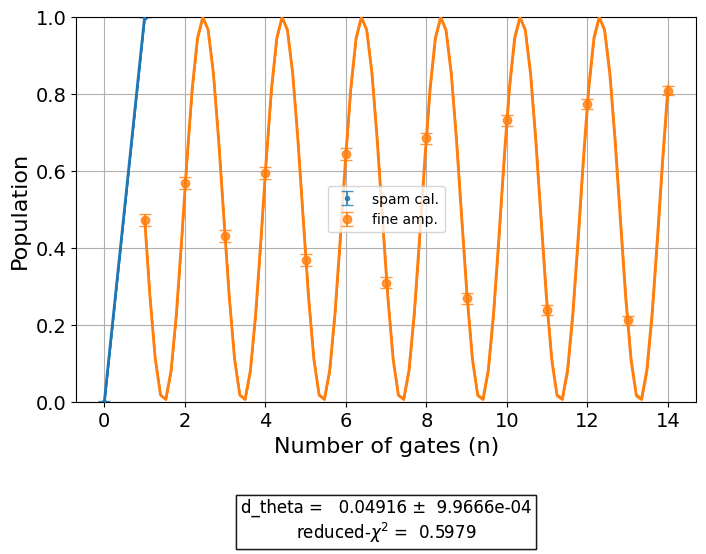 1.0
0.8
0.6
0.4
0.2
0.0
Population
spam cal.
fine amp.
0 2 4 6 8 10 12 14
Number of gates (n)
d_theta = 0.04916 ± 9.9666e-04
reduced-χ² = 0.5979